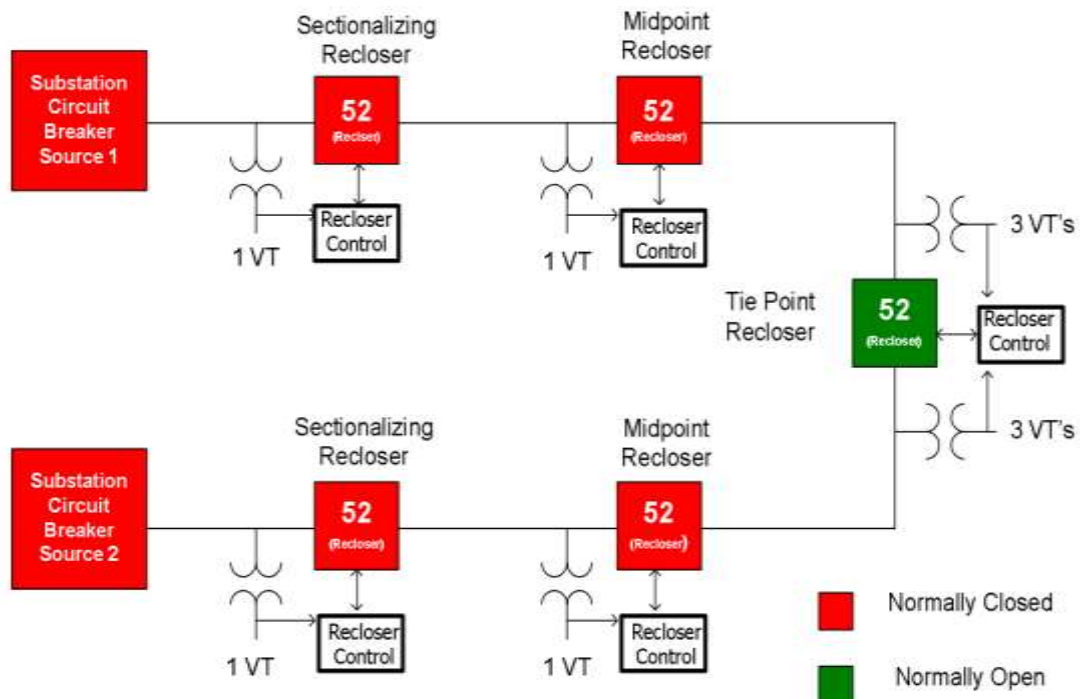 Sectionalizing
Recloser
Midpoint
Recloser
Substation
Circuit
Breaker
Source 1
52
(Recliset)
52
(Recloser)
Recloser
Control
1 VT
Recloser
Control
1 VT
3 VT's
Tie Point
Recloser
52
(Recloser)
Recloser
Control
3 VT's
Sectionalizing
Recloser
Midpoint
Recloser
Substation
Circuit
Breaker
Source 2
52
(Recloser)
52
(Recloser)
Recloser
Control
1 VT
Recloser
Control
1 VT
Normally Closed
Normally Open